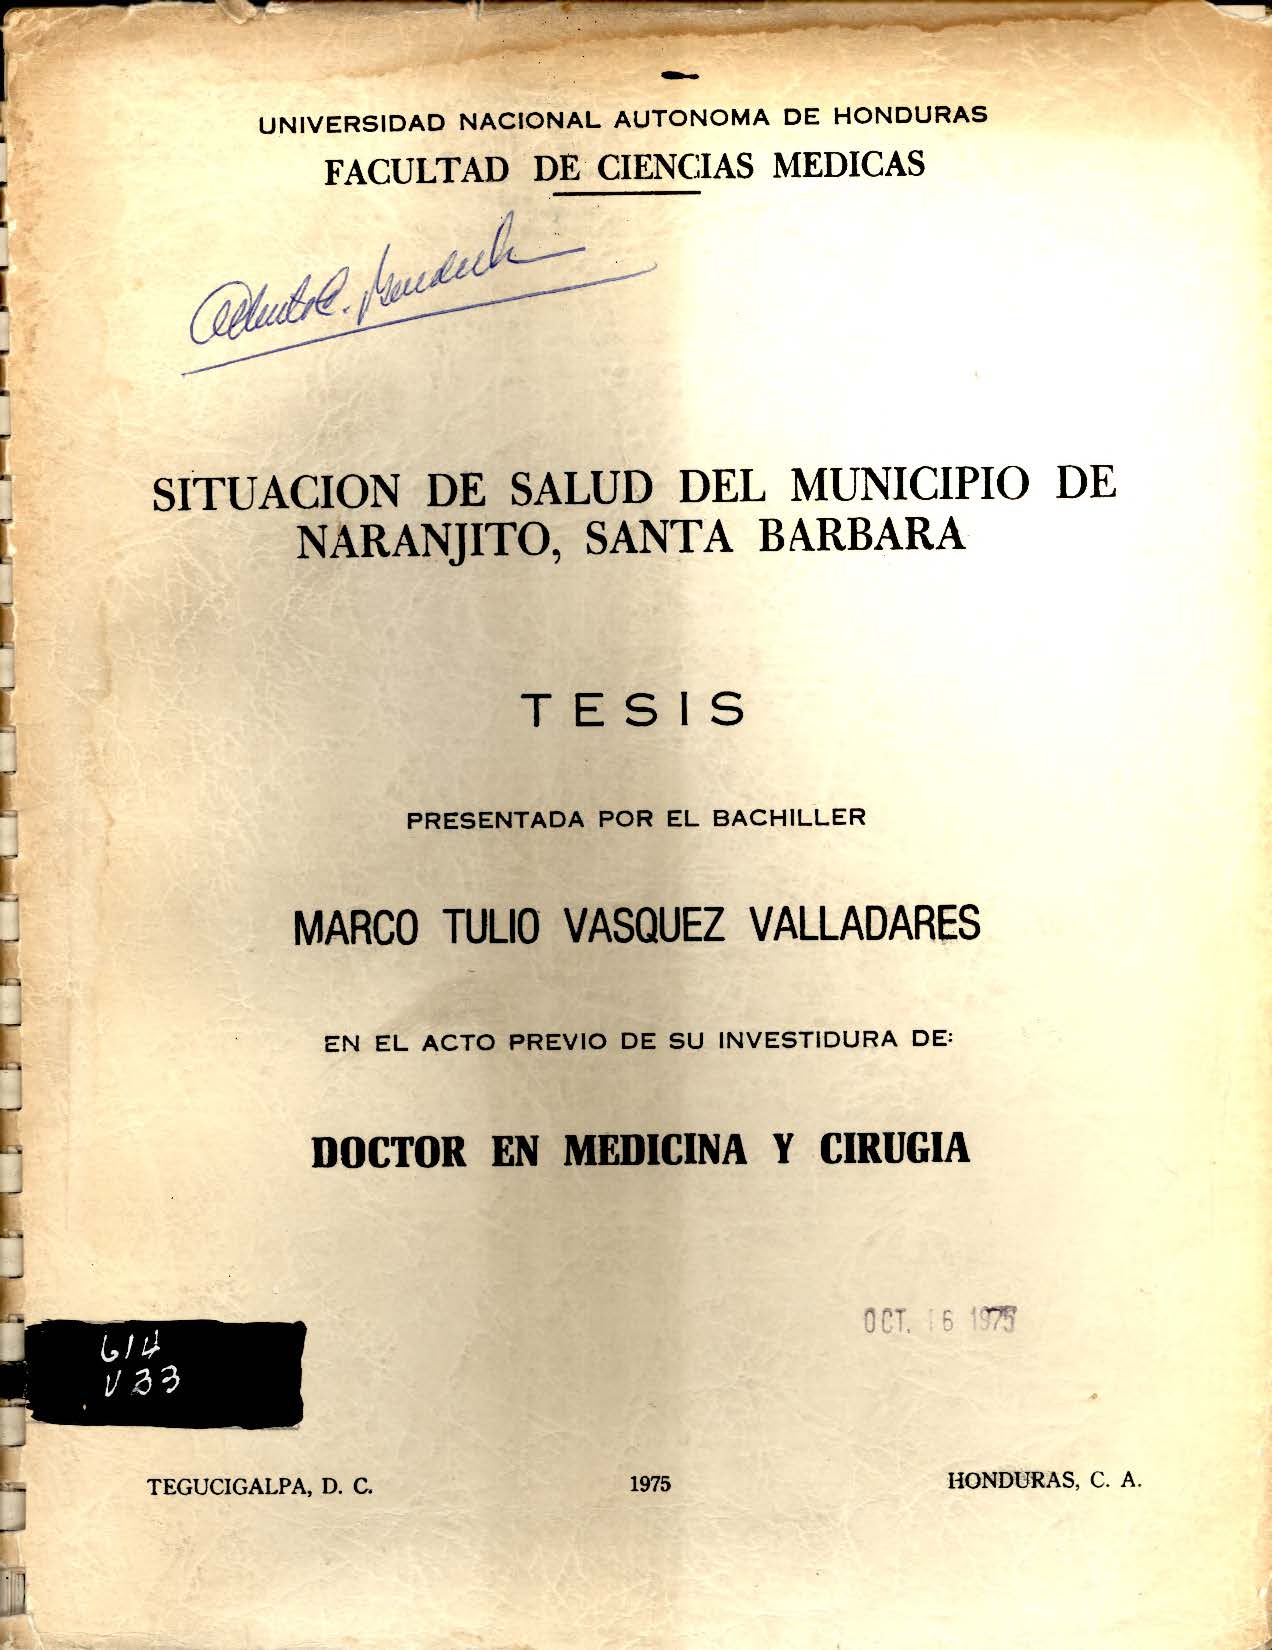 UNIVERSIDAD NACIONAL AUTONOMA DE HONDURAS
FACULTAD DE CIENCIAS MEDICAS
SITUACION DE SALUD DEL MUNICIPIO DE
NARANJITO, SANTA BARBARA
TESIS
PRESENTADA POR EL BACHILLER
MARCO TULIO VASQUEZ VALLADARES
EN EL ACTO PREVIO DE SU INVESTIDURA DE:
DOCTOR EN MEDICINA Y CIRUGIA
OCT. 16 1975
614
V33
TEGUCIGALPA, D. C. 1975 HONDURAS, C. A.